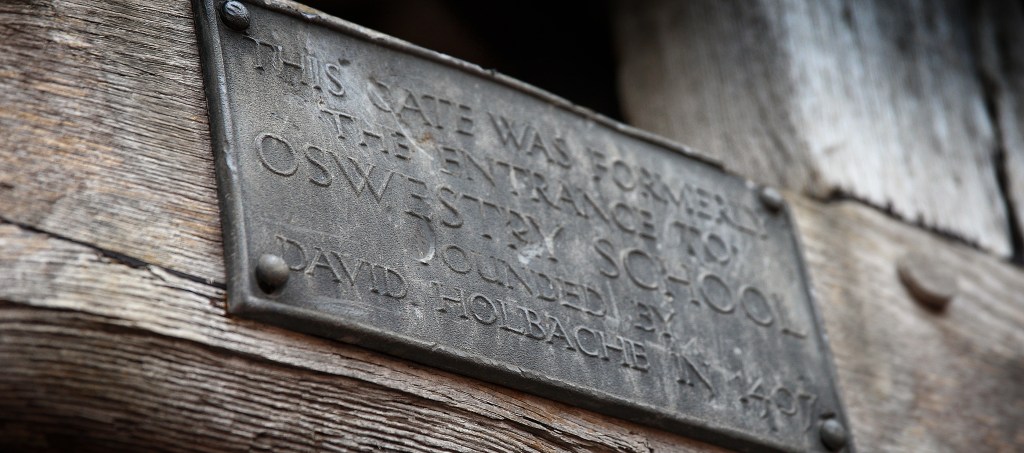 THIS GATE WAS FORMERLY
THE ENTRANCE TO
OSWESTRY SCHOOL
FOUNDED BY
DAVID HOLBACHE IN 1407